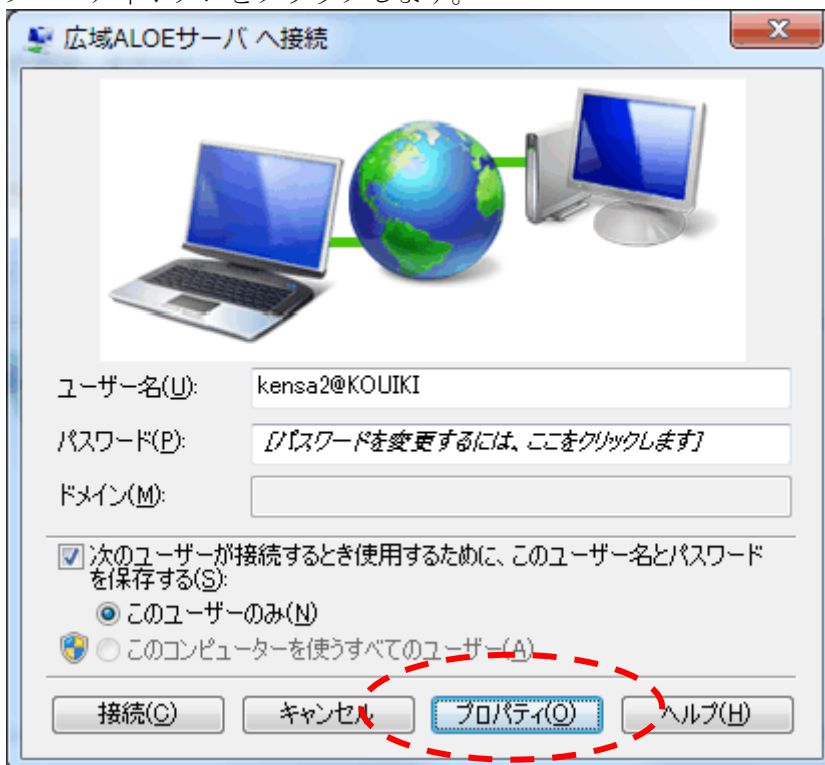 広域ALOEサーバ へ接続
ユーザー名(U):
kensa2@KOUIKI
パスワード(P):
[パスワードを変更するには、ここをクリックします]
ドメイン(M):
次のユーザーが接続するとき使用するために、このユーザー名とパスワード
を保存する(S):
このユーザーのみ(N)
このコンピューターを使うすべてのユーザー(A)
接続(C) キャンセル プロパティ(O) ヘルプ(H)